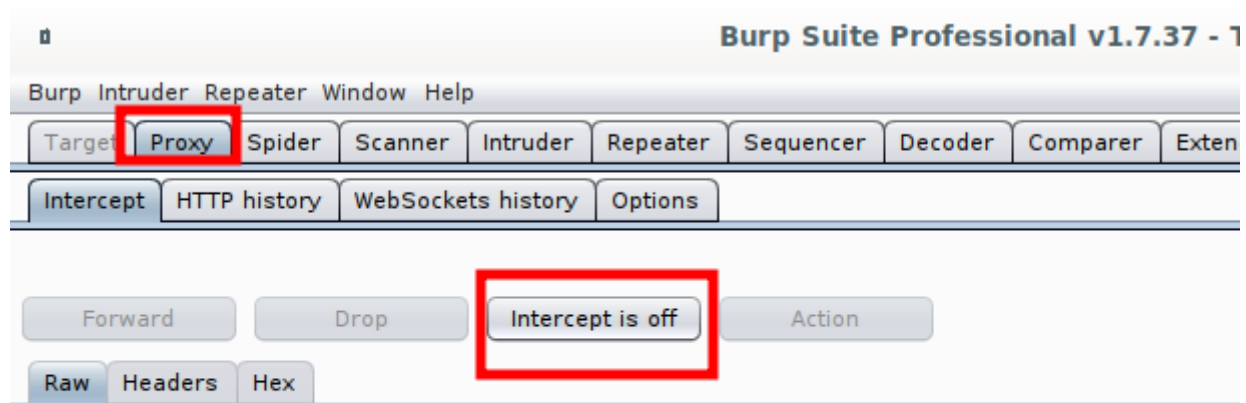 Burp Suite Professional v1.7.37 - T
Burp Intruder Repeater Window Help
Target Proxy Spider Scanner Intruder Repeater Sequencer Decoder Comparer Exten
Intercept HTTP history WebSockets history Options
Forward Drop Intercept is off Action
Raw Headers Hex